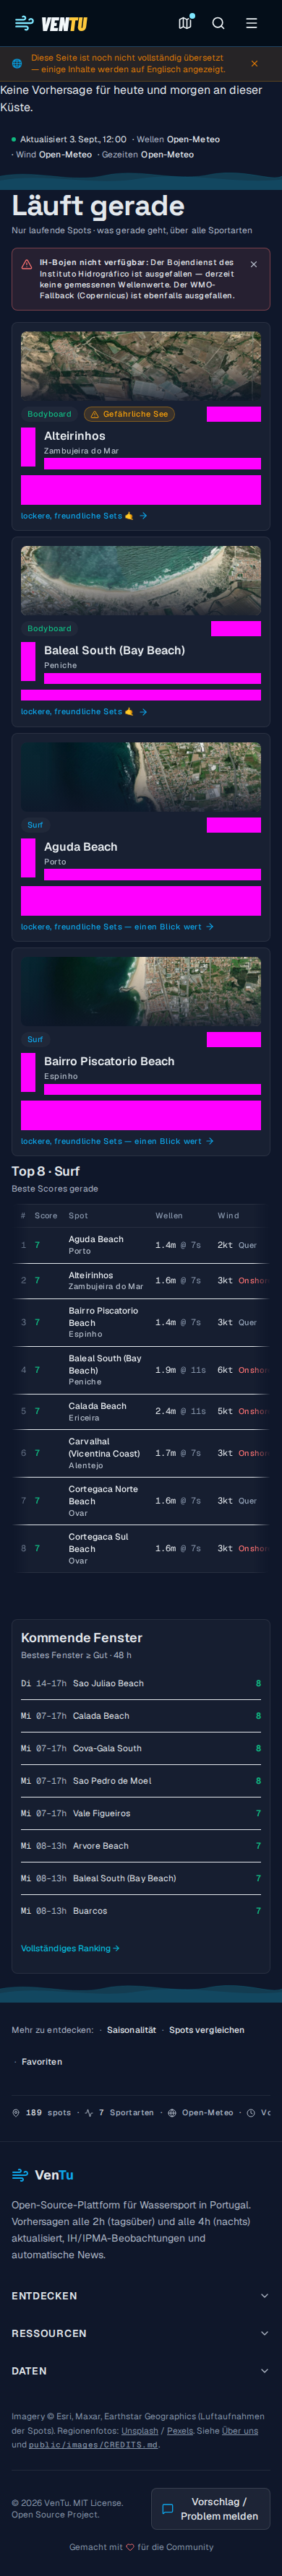 VENTU
Diese Seite ist noch nicht vollständig übersetzt
— einige Inhalte werden auf Englisch angezeigt.
Keine Vorhersage für heute und morgen an dieser
Küste.
Aktualisiert 3. Sept., 12:00 · Wellen Open-Meteo
· Wind Open-Meteo · Gezeiten Open-Meteo
Läuft gerade
Nur laufende Spots · was gerade geht, über alle Sportarten
IH-Bojen nicht verfügbar: Der Bojendienst des
Instituto Hidrográfico ist ausgefallen — derzeit
keine gemessenen Wellenwerte. Der WMO-
Fallback (Copernicus) ist ebenfalls ausgefallen.
Bodyboard
Gefährliche See
Alteirinhos
Zambujeira do Mar
lockere, freundliche Sets 🤙 →
Bodyboard
Baleal South (Bay Beach)
Peniche
lockere, freundliche Sets 🤙 →
Surf
Aguda Beach
Porto
lockere, freundliche Sets — einen Blick wert →
Surf
Bairro Piscatorio Beach
Espinho
lockere, freundliche Sets — einen Blick wert →
Top 8 · Surf
Beste Scores gerade
# Score Spot Wellen Wind
1 7 Aguda Beach 1.4m @ 7s 2kt Quer
Porto
2 7 Alteirinhos 1.6m @ 7s 3kt Onshor
Zambujeira do Mar
3 7 Bairro Piscatorio Beach 1.4m @ 7s 3kt Quer
Espinho
4 7 Baleal South (Bay Beach) 1.9m @ 11s 6kt Onshor
Peniche
5 7 Calada Beach 2.4m @ 11s 5kt Onshor
Ericeira
6 7 Carvalhal (Vicentina Coast) 1.7m @ 7s 3kt Onshor
Alentejo
7 7 Cortegaca Norte Beach 1.6m @ 7s 3kt Quer
Ovar
8 7 Cortegaca Sul Beach 1.6m @ 7s 3kt Onshor
Ovar
Kommende Fenster
Bestes Fenster ≥ Gut · 48 h
Di 14–17h Sao Juliao Beach 8
Mi 07–17h Calada Beach 8
Mi 07–17h Cova-Gala South 8
Mi 07–17h Sao Pedro de Moel 8
Mi 07–17h Vale Figueiros 7
Mi 08–13h Arvore Beach 7
Mi 08–13h Baleal South (Bay Beach) 7
Mi 08–13h Buarcos 7
Vollständiges Ranking →
Mehr zu entdecken: · Saisonalität · Spots vergleichen
· Favoriten
189 spots · 7 Sportarten · Open-Meteo · Vo
VenTu
Open-Source-Plattform für Wassersport in Portugal.
Vorhersagen alle 2h (tagsüber) und alle 4h (nachts)
aktualisiert, IH/IPMA-Beobachtungen und
automatische News.
ENTDECKEN
RESSOURCEN
DATEN
Imagery © Esri, Maxar, Earthstar Geographics (Luftaufnahmen
der Spots). Regionenfotos: Unsplash / Pexels. Siehe Über uns
und public/images/CREDITS.md.
© 2026 VenTu. MIT License.
Open Source Project.
Vorschlag /
Problem melden
Gemacht mit ♡ für die Community